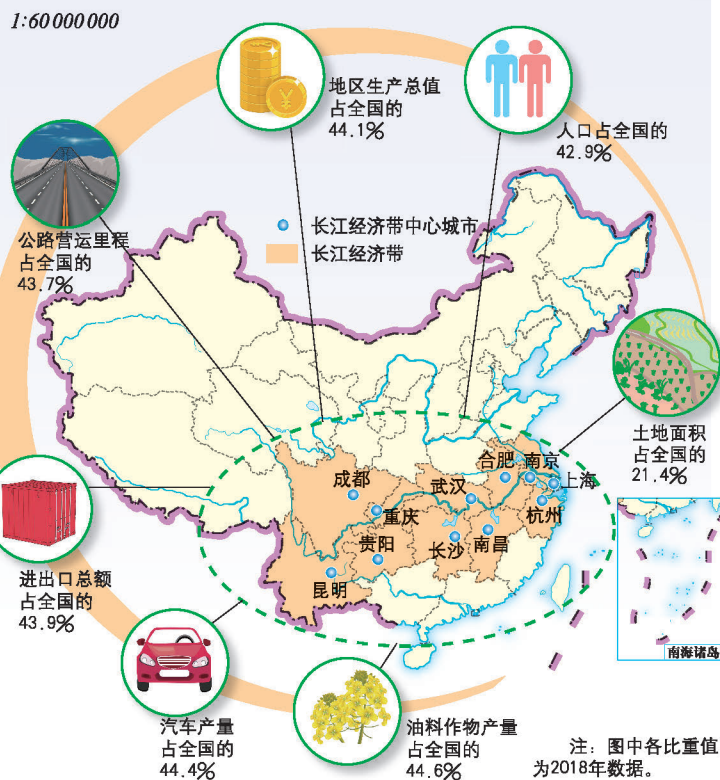 1:60000000
地区生产总值
占全国的
44.1%
人口占全国的
42.9%
公路营运里程
占全国的
43.7%
长江经济带中心城市
长江经济带
土地面积
占全国的
21.4%
合肥 南京
上海
成都
武汉
杭州
重庆
贵阳
长沙 南昌
昆明
进出口总额
占全国的
43.9%
南海诸岛
汽车产量
占全国的
44.4%
油料作物产量
占全国的
44.6%
注：图中各比重值
为2018年数据。